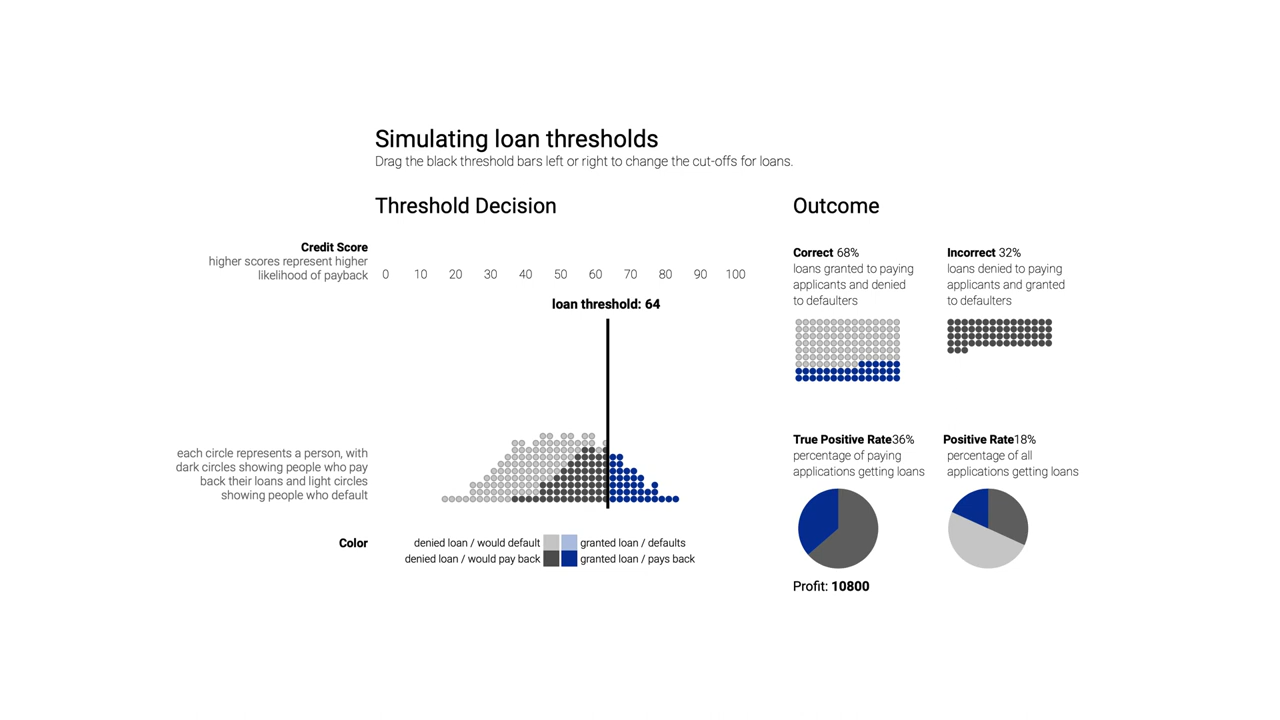 Simulating loan thresholds
Drag the black threshold bars left or right to change the cut-offs for loans.
Threshold Decision
Credit Score
higher scores represent higher
likelihood of payback
0 10 20 30 40 50 60 70 80 90 100
loan threshold: 64
each circle represents a person, with
dark circles showing people who pay
back their loans and light circles
showing people who default
Color
denied loan / would default
granted loan / defaults
denied loan / would pay back
granted loan / pays back
Outcome
Correct 68%
loans granted to paying
applicants and denied
to defaulters
Incorrect 32%
loans denied to paying
applicants and granted
to defaulters
True Positive Rate36%
percentage of paying
applications getting loans
Positive Rate18%
percentage of all
applications getting loans
Profit: 10800